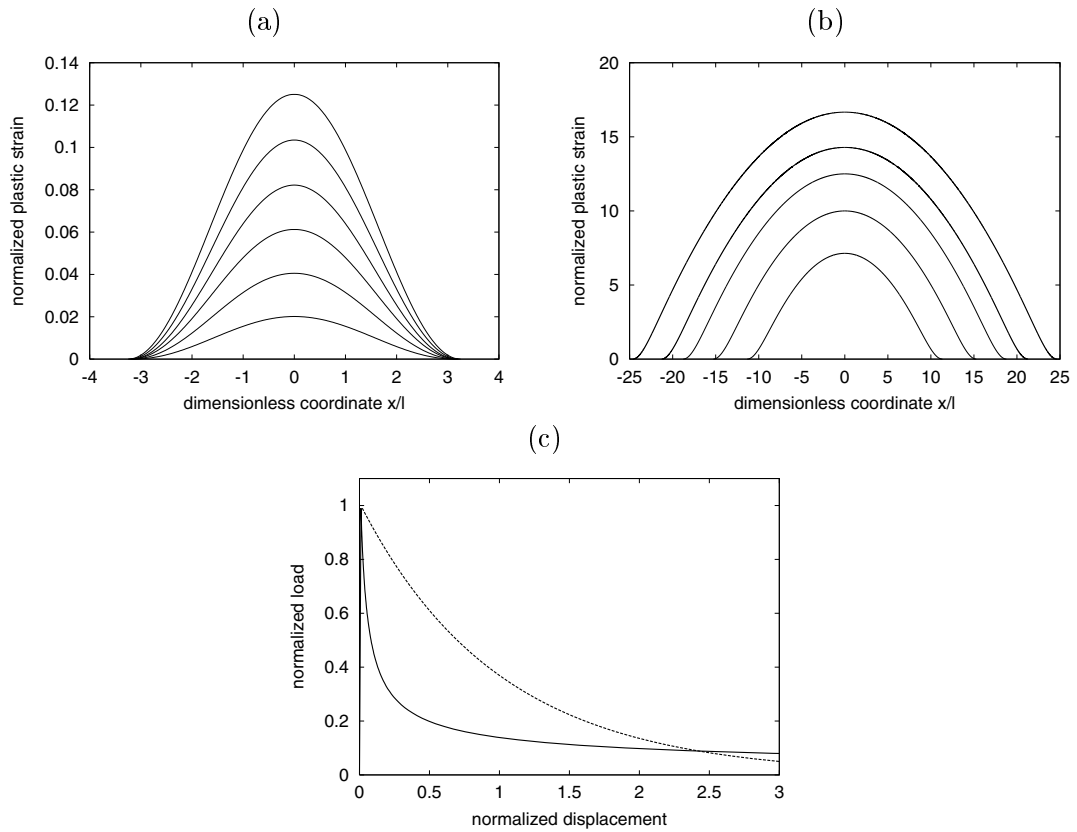 (a)
0.14
0.12
0.1
0.08
0.06
0.04
0.02
0
normalized plastic strain
-4 -3 -2 -1 0 1 2 3 4
dimensionless coordinate x/l
(b)
20
15
10
5
0
normalized plastic strain
-25 -20 -15 -10 -5 0 5 10 15 20 25
dimensionless coordinate x/l
(c)
1
0.8
0.6
0.4
0.2
0
normalized load
0 0.5 1 1.5 2 2.5 3
normalized displacement